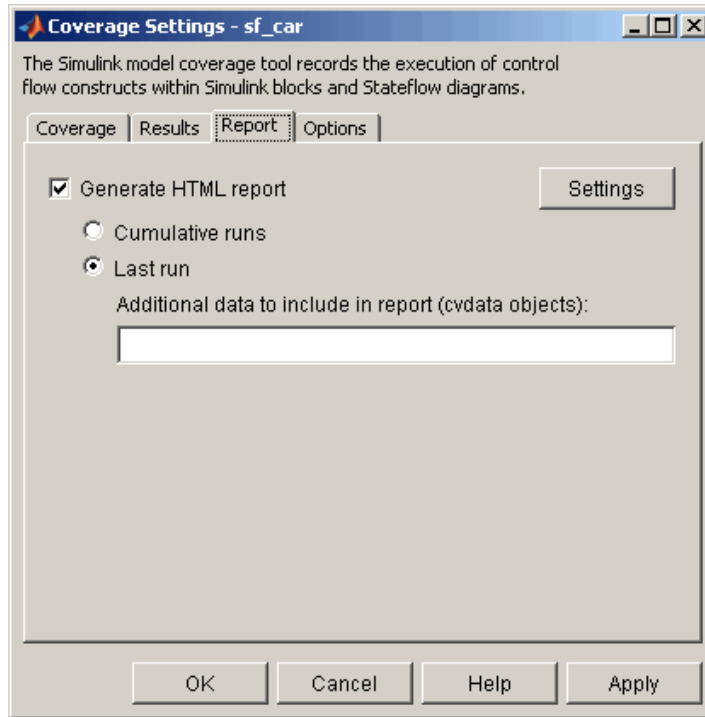 Coverage Settings - sf_car
The Simulink model coverage tool records the execution of control
flow constructs within Simulink blocks and Stateflow diagrams.
Coverage Results Report Options
Generate HTML report Settings
Cumulative runs
Last run
Additional data to include in report (cvdata objects):
OK Cancel Help Apply